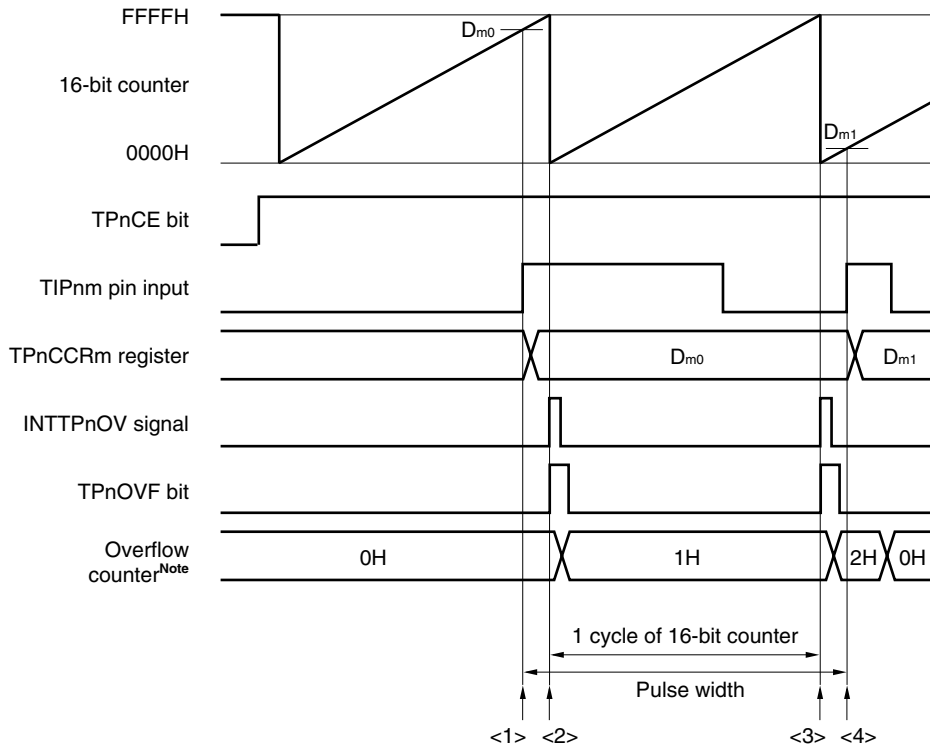 FFFFH
Dm0
16-bit counter
Dm1
0000H
TPnCE bit
TIPnm pin input
TPnCCRm register
Dm0
Dm1
INTTPnOV signal
TPnOVF bit
Overflow
counterNote
0H
1H
2H
0H
1 cycle of 16-bit counter
Pulse width
<1> <2> <3> <4>